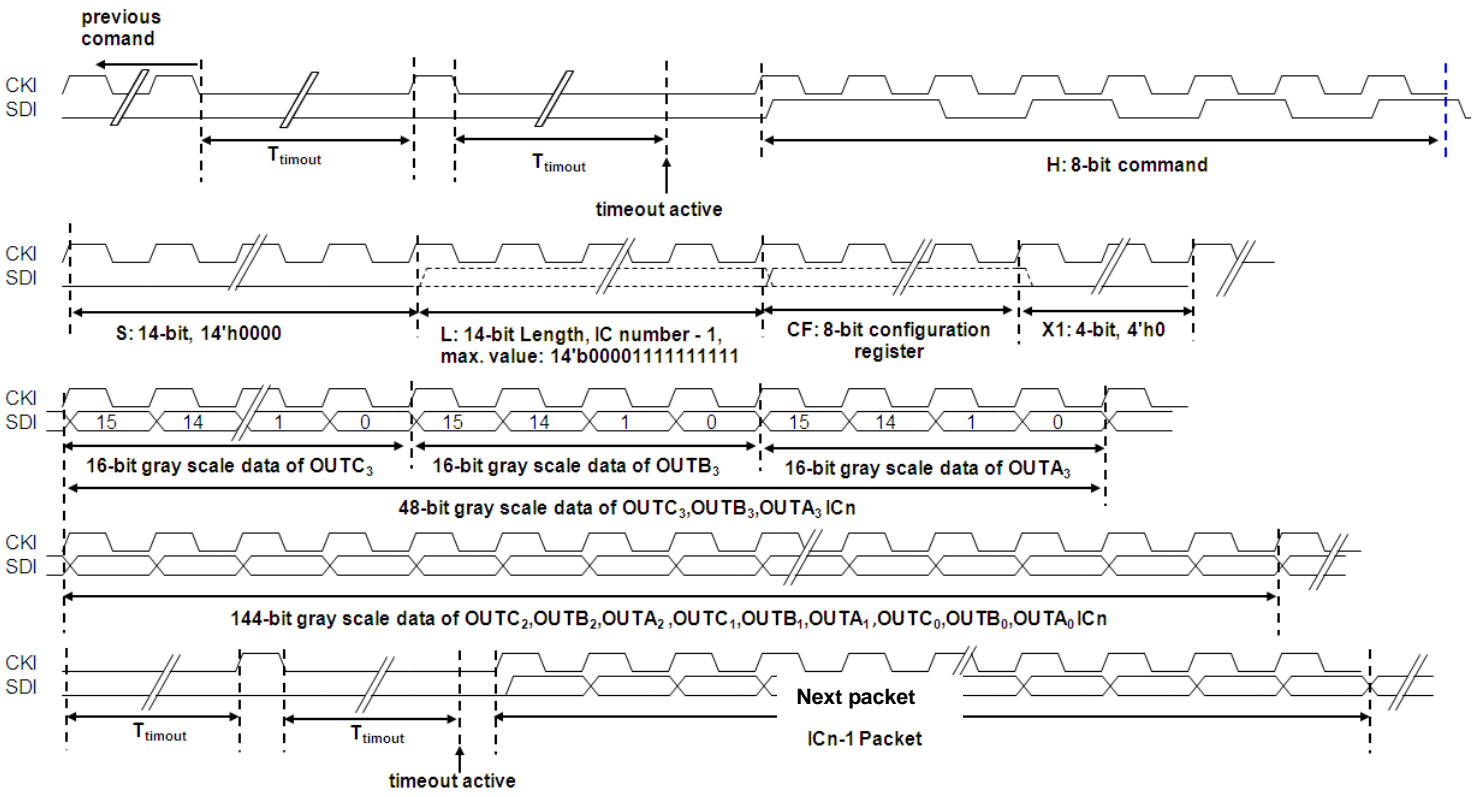 previous
comand
CKI
SDI
T timout
T timout
timeout active
H: 8-bit command
CKI
SDI
S: 14-bit, 14'h0000
L: 14-bit Length, IC number - 1,
max. value: 14'b00001111111111
CF: 8-bit configuration
register
X1: 4-bit, 4'h0
CKI
SDI
15 14 1 0 15 14 1 0 15 14 1 0
16-bit gray scale data of OUTC3
16-bit gray scale data of OUTB3
16-bit gray scale data of OUTA3
48-bit gray scale data of OUTC3,OUTB3,OUTA3 ICn
CKI
SDI
144-bit gray scale data of OUTC2,OUTB2,OUTA2 ,OUTC1,OUTB1,OUTA1,OUTC0,OUTB0,OUTA0 ICn
CKI
SDI
T timout
T timout
timeout active
Next packet
ICn-1 Packet